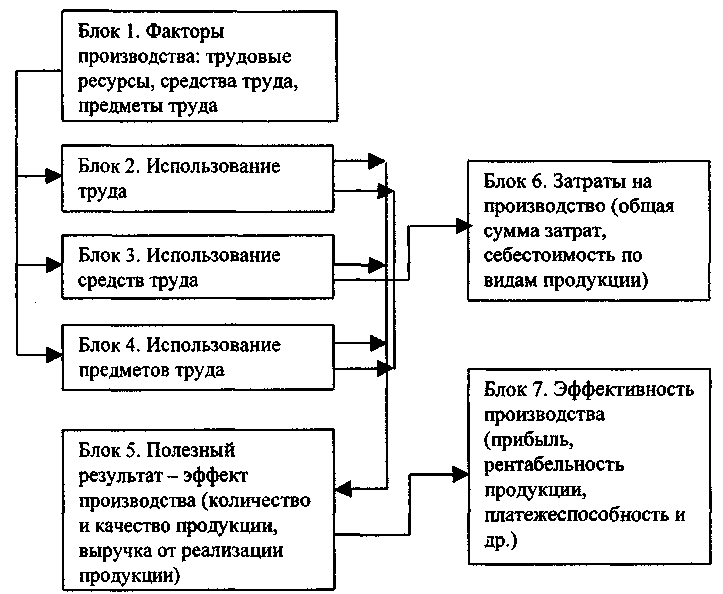 Блок 1. Факторы
производства: трудовые
ресурсы, средства труда,
предметы труда
Блок 2. Использование
труда
Блок 3. Использование
средств труда
Блок 4. Использование
предметов труда
Блок 5. Полезный
результат – эффект
производства (количество
и качество продукции,
выручка от реализации
продукции)
Блок 6. Затраты на
производство (общая
сумма затрат,
себестоимость по
видам продукции)
Блок 7. Эффективность
производства
(прибыль,
рентабельность
продукции,
платежеспособность и
др.)